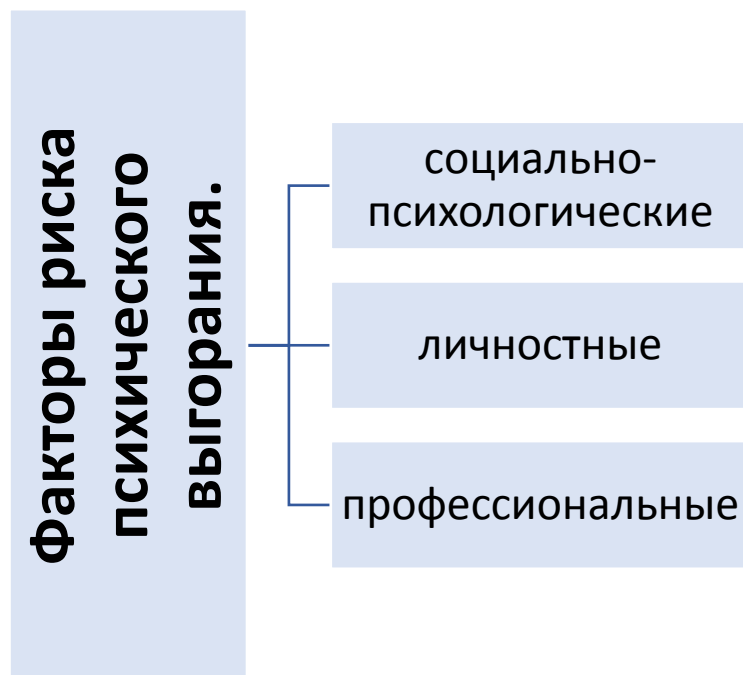 Факторы риска
психического
выгорания.
социально-
психологические
личностные
профессиональные